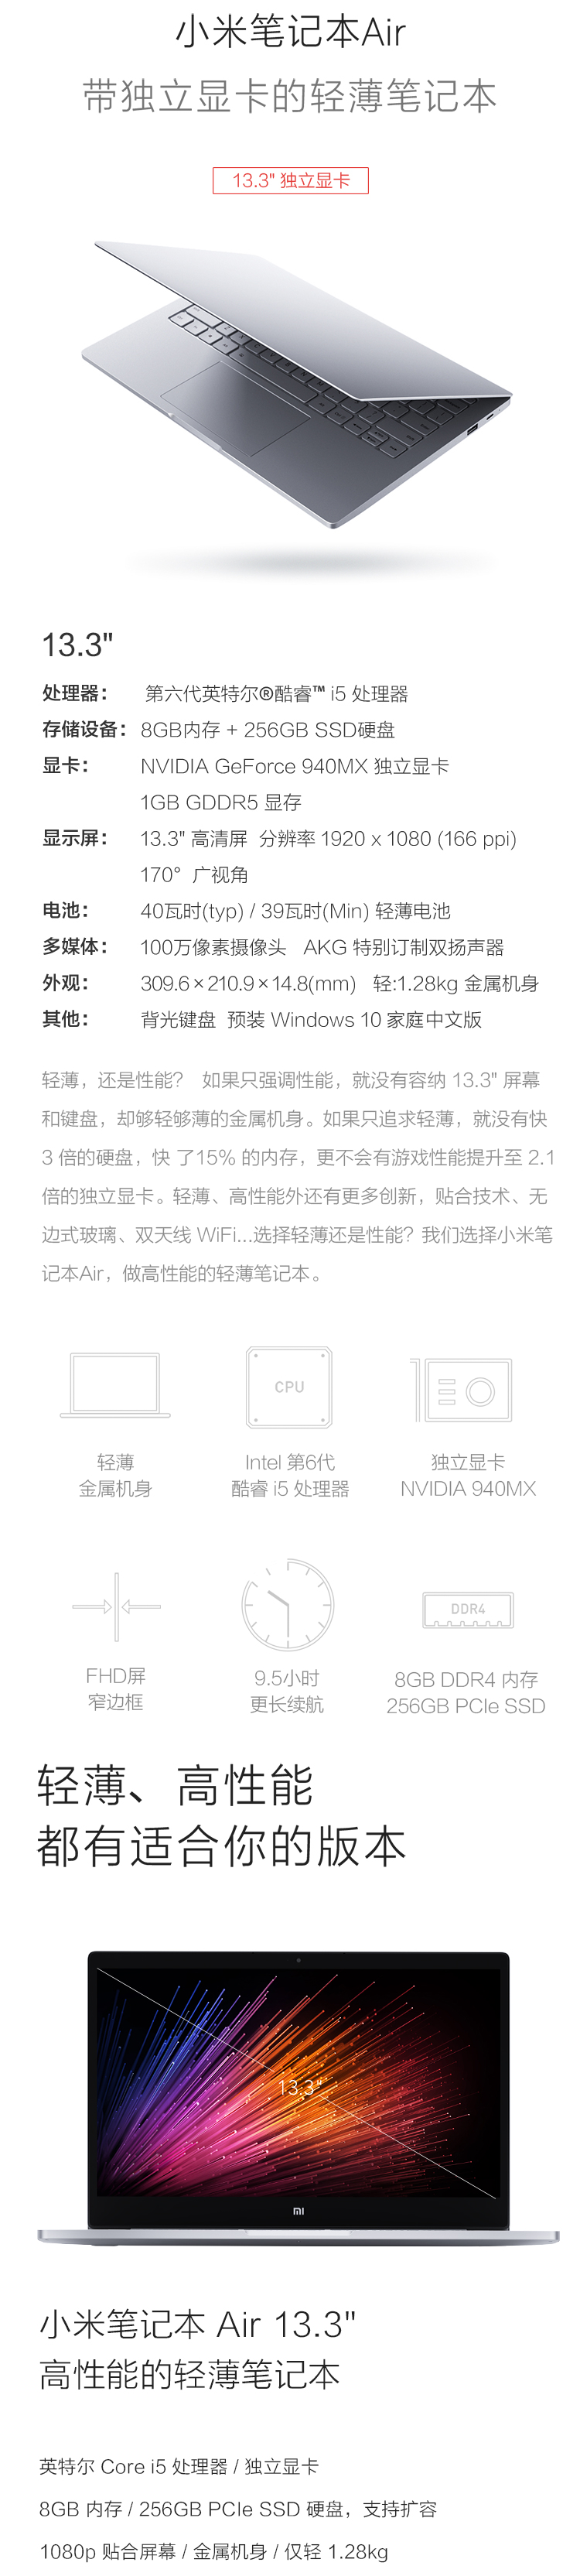 小米笔记本Air
带独立显卡的轻薄笔记本
13.3" 独立显卡
13.3"
处理器： 第六代英特尔®酷睿™ i5 处理器
存储设备： 8GB内存 + 256GB SSD硬盘
显卡： NVIDIA GeForce 940MX 独立显卡
1GB GDDR5 显存
显示屏： 13.3" 高清屏 分辨率 1920 x 1080 (166 ppi)
170° 广视角
电池： 40瓦时(typ) / 39瓦时(Min) 轻薄电池
多媒体： 100万像素摄像头 AKG 特别订制双扬声器
外观： 309.6×210.9×14.8(mm) 轻:1.28kg 金属机身
其他： 背光键盘 预装 Windows 10 家庭中文版
轻薄，还是性能？ 如果只强调性能，就没有容纳 13.3" 屏幕
和键盘，却够轻够薄的金属机身。如果只追求轻薄，就没有快
3 倍的硬盘，快 了15% 的内存，更不会有游戏性能提升至 2.1
倍的独立显卡。轻薄、高性能外还有更多创新，贴合技术、无
边式玻璃、双天线 WiFi...选择轻薄还是性能？我们选择小米笔
记本Air，做高性能的轻薄笔记本。
CPU
轻薄
金属机身
Intel 第6代
酷睿 i5 处理器
独立显卡
NVIDIA 940MX
DDR4
FHD屏
窄边框
9.5小时
更长续航
8GB DDR4 内存
256GB PCIe SSD
轻薄、高性能
都有适合你的版本
13.3"
mi
小米笔记本 Air 13.3"
高性能的轻薄笔记本
英特尔 Core i5 处理器 / 独立显卡
8GB 内存 / 256GB PCIe SSD 硬盘，支持扩容
1080p 贴合屏幕 / 金属机身 / 仅轻 1.28kg